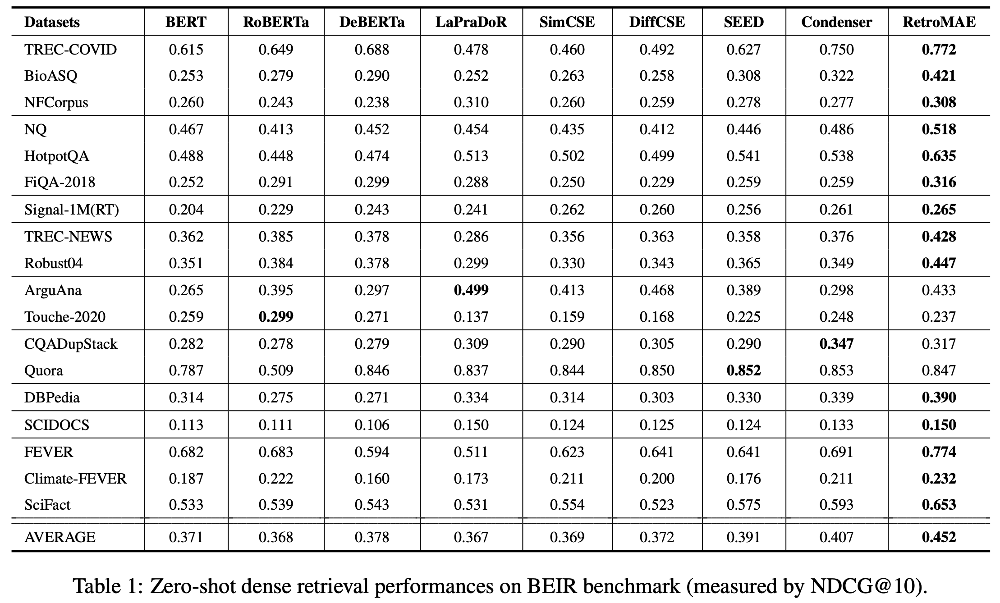 Datasets BERT RoBERTa DeBERTa LaPraDoR SimCSE DiffCSE SEED Condenser RetroMAE
TREC-COVID 0.615 0.649 0.688 0.478 0.460 0.492 0.627 0.750 0.772
BioASQ 0.253 0.279 0.290 0.252 0.263 0.258 0.308 0.322 0.421
NFCorpus 0.260 0.243 0.238 0.310 0.260 0.259 0.278 0.277 0.308
NQ 0.467 0.413 0.452 0.454 0.435 0.412 0.446 0.486 0.518
HotpotQA 0.488 0.448 0.474 0.513 0.502 0.499 0.541 0.538 0.635
FiQA-2018 0.252 0.291 0.299 0.288 0.250 0.229 0.259 0.259 0.316
Signal-1M(RT) 0.204 0.229 0.243 0.241 0.262 0.260 0.256 0.261 0.265
TREC-NEWS 0.362 0.385 0.378 0.286 0.356 0.363 0.358 0.376 0.428
Robust04 0.351 0.384 0.378 0.299 0.330 0.343 0.365 0.349 0.447
ArguAna 0.265 0.395 0.297 0.499 0.413 0.468 0.389 0.298 0.433
Touche-2020 0.259 0.299 0.271 0.137 0.159 0.168 0.225 0.248 0.237
CQADupStack 0.282 0.278 0.279 0.309 0.290 0.305 0.290 0.347 0.317
Quora 0.787 0.509 0.846 0.837 0.844 0.850 0.852 0.853 0.847
DBPedia 0.314 0.275 0.271 0.334 0.314 0.303 0.330 0.339 0.390
SCIDOCS 0.113 0.111 0.106 0.150 0.124 0.125 0.124 0.133 0.150
FEVER 0.682 0.683 0.594 0.511 0.623 0.641 0.641 0.691 0.774
Climate-FEVER 0.187 0.222 0.160 0.173 0.211 0.200 0.176 0.211 0.232
SciFact 0.533 0.539 0.543 0.531 0.554 0.523 0.575 0.593 0.653
AVERAGE 0.371 0.368 0.378 0.367 0.369 0.372 0.391 0.407 0.452
Table 1: Zero-shot dense retrieval performances on BEIR benchmark (measured by NDCG@10).